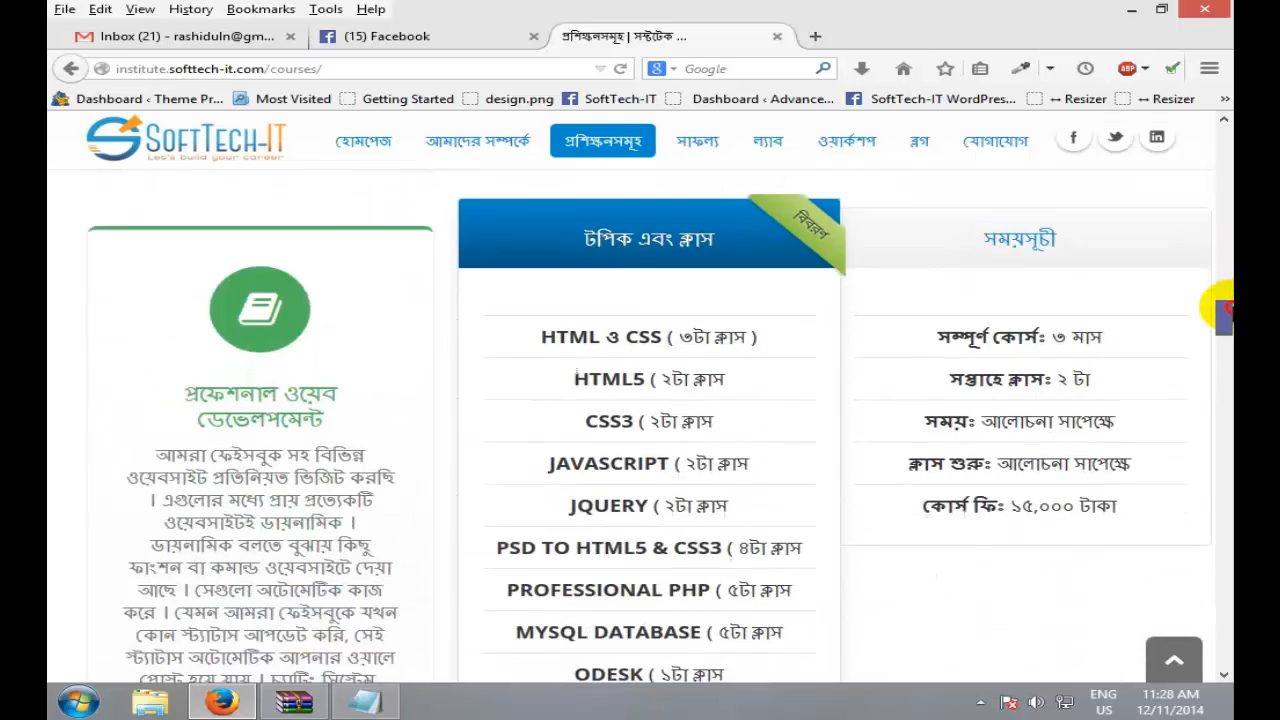 File Edit View History Bookmarks Tools Help
Inbox (21) - rashiduln@gm...
(15) Facebook
প্রশিক্ষনসমূহ | সফ্টটেক ...
institute.softtech-it.com/courses/
Google
Dashboard ‹ Theme Pr...
Most Visited
Getting Started
design.png
SoftTech-IT
Dashboard ‹ Advance...
SoftTech-IT WordPres...
↔ Resizer
↔ Resizer
SOFTTECH-IT
Let's build your career
হোমপেজ
আমাদের সম্পর্কে
প্রশিক্ষনসমূহ
সাফল্য
ল্যাব
ওয়ার্কশপ
ব্লগ
যোগাযোগ
প্রফেশনাল ওয়েব
ডেভেলপমেন্ট
আমরা ফেইসবুক সহ বিভিন্ন
ওয়েবসাইট প্রতিনিয়ত ভিজিট করছি
। এগুলোর মধ্যে প্রায় প্রত্যেকটি
ওয়েবসাইটই ডায়নামিক ।
ডায়নামিক বলতে বুঝায় কিছু
ফাংশন বা কমান্ড ওয়েবসাইটে দেয়া
আছে । সেগুলো অটোমেটিক কাজ
করে । যেমন আমরা ফেইসবুকে যখন
কোন স্ট্যাটাস আপডেট করি, সেই
স্ট্যাটাস অটোমেটিক আপনার ওয়ালে
পোস্ট হয়ে যায় । চ্যাটিং সিস্টেম
টপিক এবং ক্লাস
বিবরণ
HTML ও CSS ( ৩টা ক্লাস )
HTML5 ( ২টা ক্লাস
CSS3 ( ২টা ক্লাস
JAVASCRIPT ( ২টা ক্লাস
JQUERY ( ২টা ক্লাস
PSD TO HTML5 & CSS3 ( ৪টা ক্লাস
PROFESSIONAL PHP ( ৫টা ক্লাস
MYSQL DATABASE ( ৫টা ক্লাস
ODESK ( ১টা ক্লাস
সময়সূচী
সম্পূর্ণ কোর্সঃ ৩ মাস
সপ্তাহে ক্লাসঃ ২ টা
সময়ঃ আলোচনা সাপেক্ষে
ক্লাস শুরুঃ আলোচনা সাপেক্ষে
কোর্স ফিঃ ১৫,০০০ টাকা
ENG
US
11:28 AM
12/11/2014